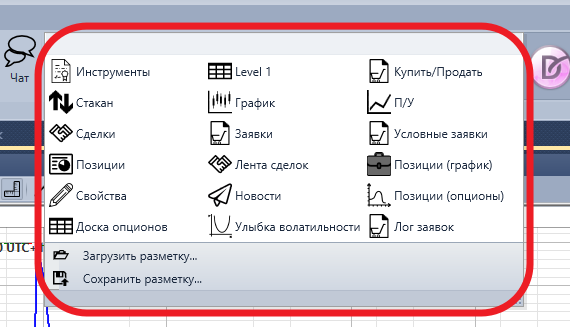 Чат
Инструменты Level 1 Купить/Продать
Стакан График П/У
Сделки Заявки Условные заявки
Позиции Лента сделок Позиции (график)
Свойства Новости Позиции (опционы)
Доска опционов Улыбка волатильности Лог заявок
UTC+
Загрузить разметку...
Сохранить разметку...